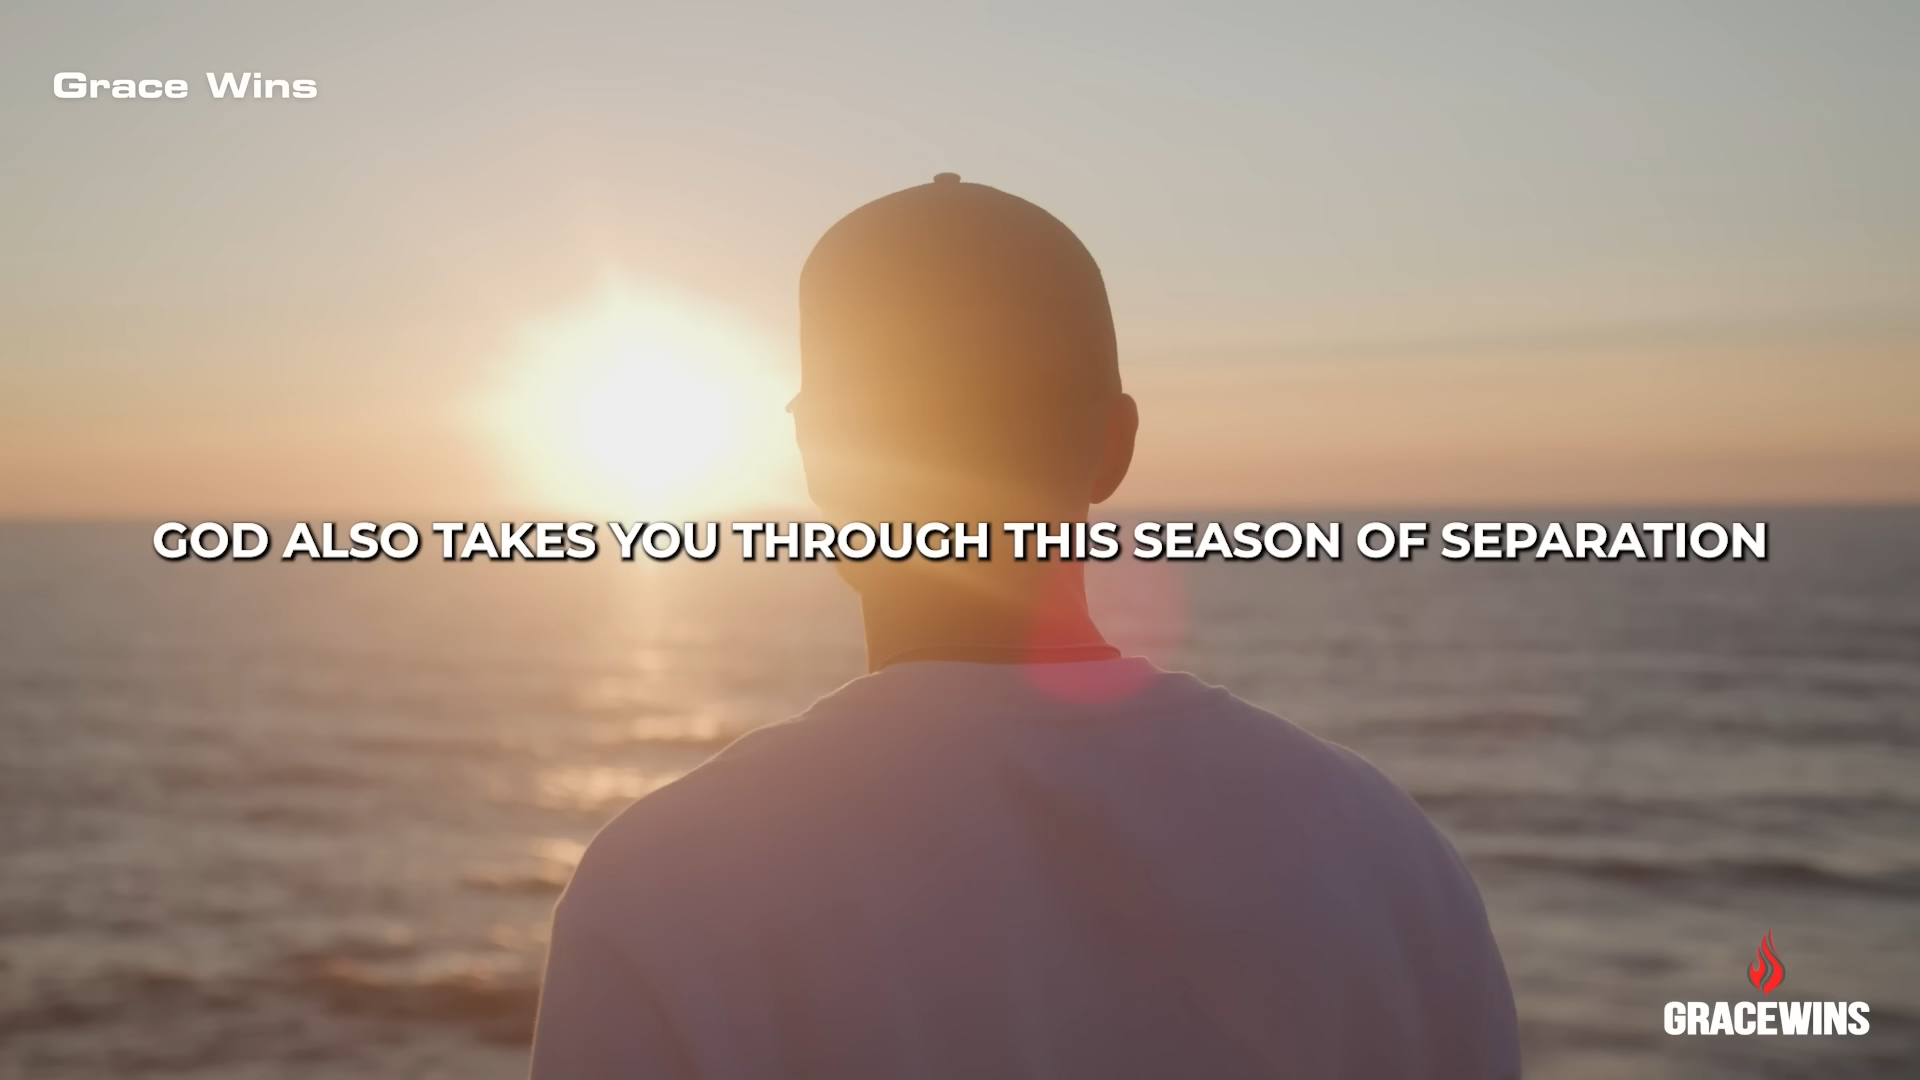 Grace Wins
GOD ALSO TAKES YOU THROUGH THIS SEASON OF SEPARATION
GRACEWINS